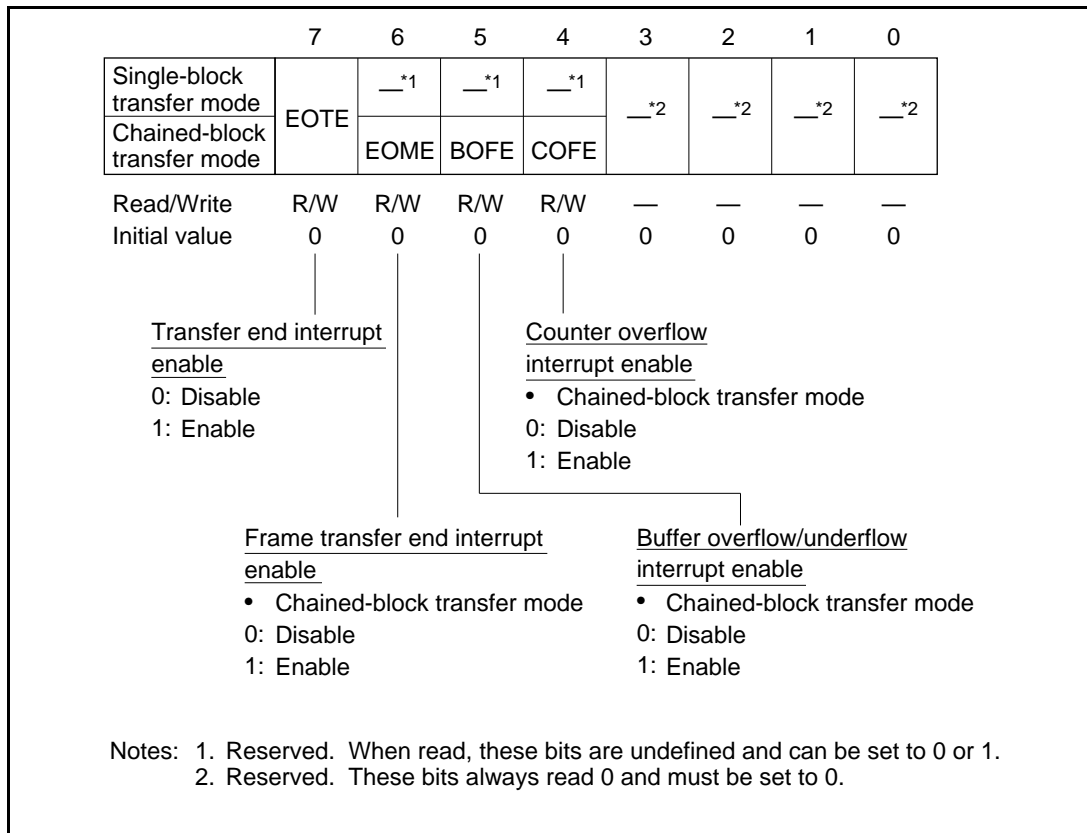 7 6 5 4 3 2 1 0
Single-block
transfer mode
EOTE
—*1 —*1 —*1
—*2 —*2 —*2 —*2
Chained-block
transfer mode
EOME BOFE COFE
Read/Write R/W R/W R/W R/W — — — —
Initial value 0 0 0 0 0 0 0 0
Transfer end interrupt
enable
0: Disable
1: Enable
Counter overflow
interrupt enable
• Chained-block transfer mode
0: Disable
1: Enable
Frame transfer end interrupt
enable
• Chained-block transfer mode
0: Disable
1: Enable
Buffer overflow/underflow
interrupt enable
• Chained-block transfer mode
0: Disable
1: Enable
Notes: 1. Reserved. When read, these bits are undefined and can be set to 0 or 1.
2. Reserved. These bits always read 0 and must be set to 0.